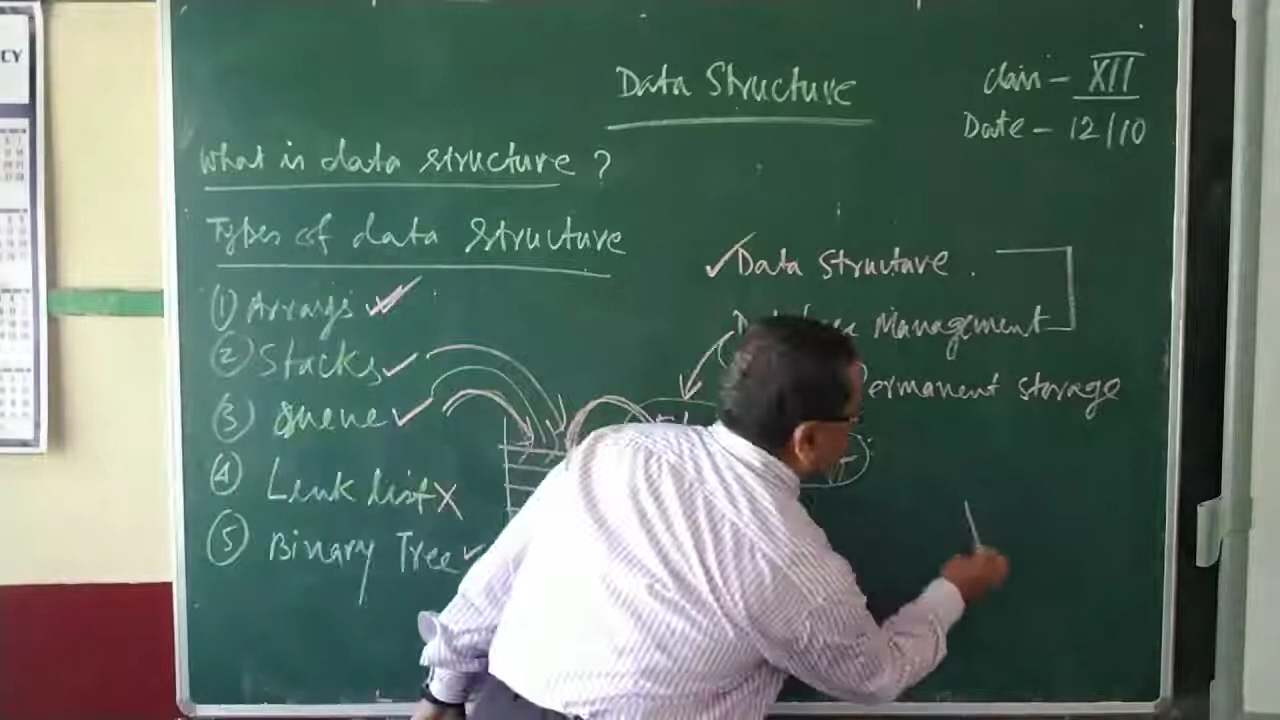 CY
Data Structure
Class - XII
Date - 12/10
What is data structure ?
Types of data structure
① Arrays
② Stacks
③ Queue
④ Link list X
⑤ Binary Tree
Data Structure .
Management
ermanent storage